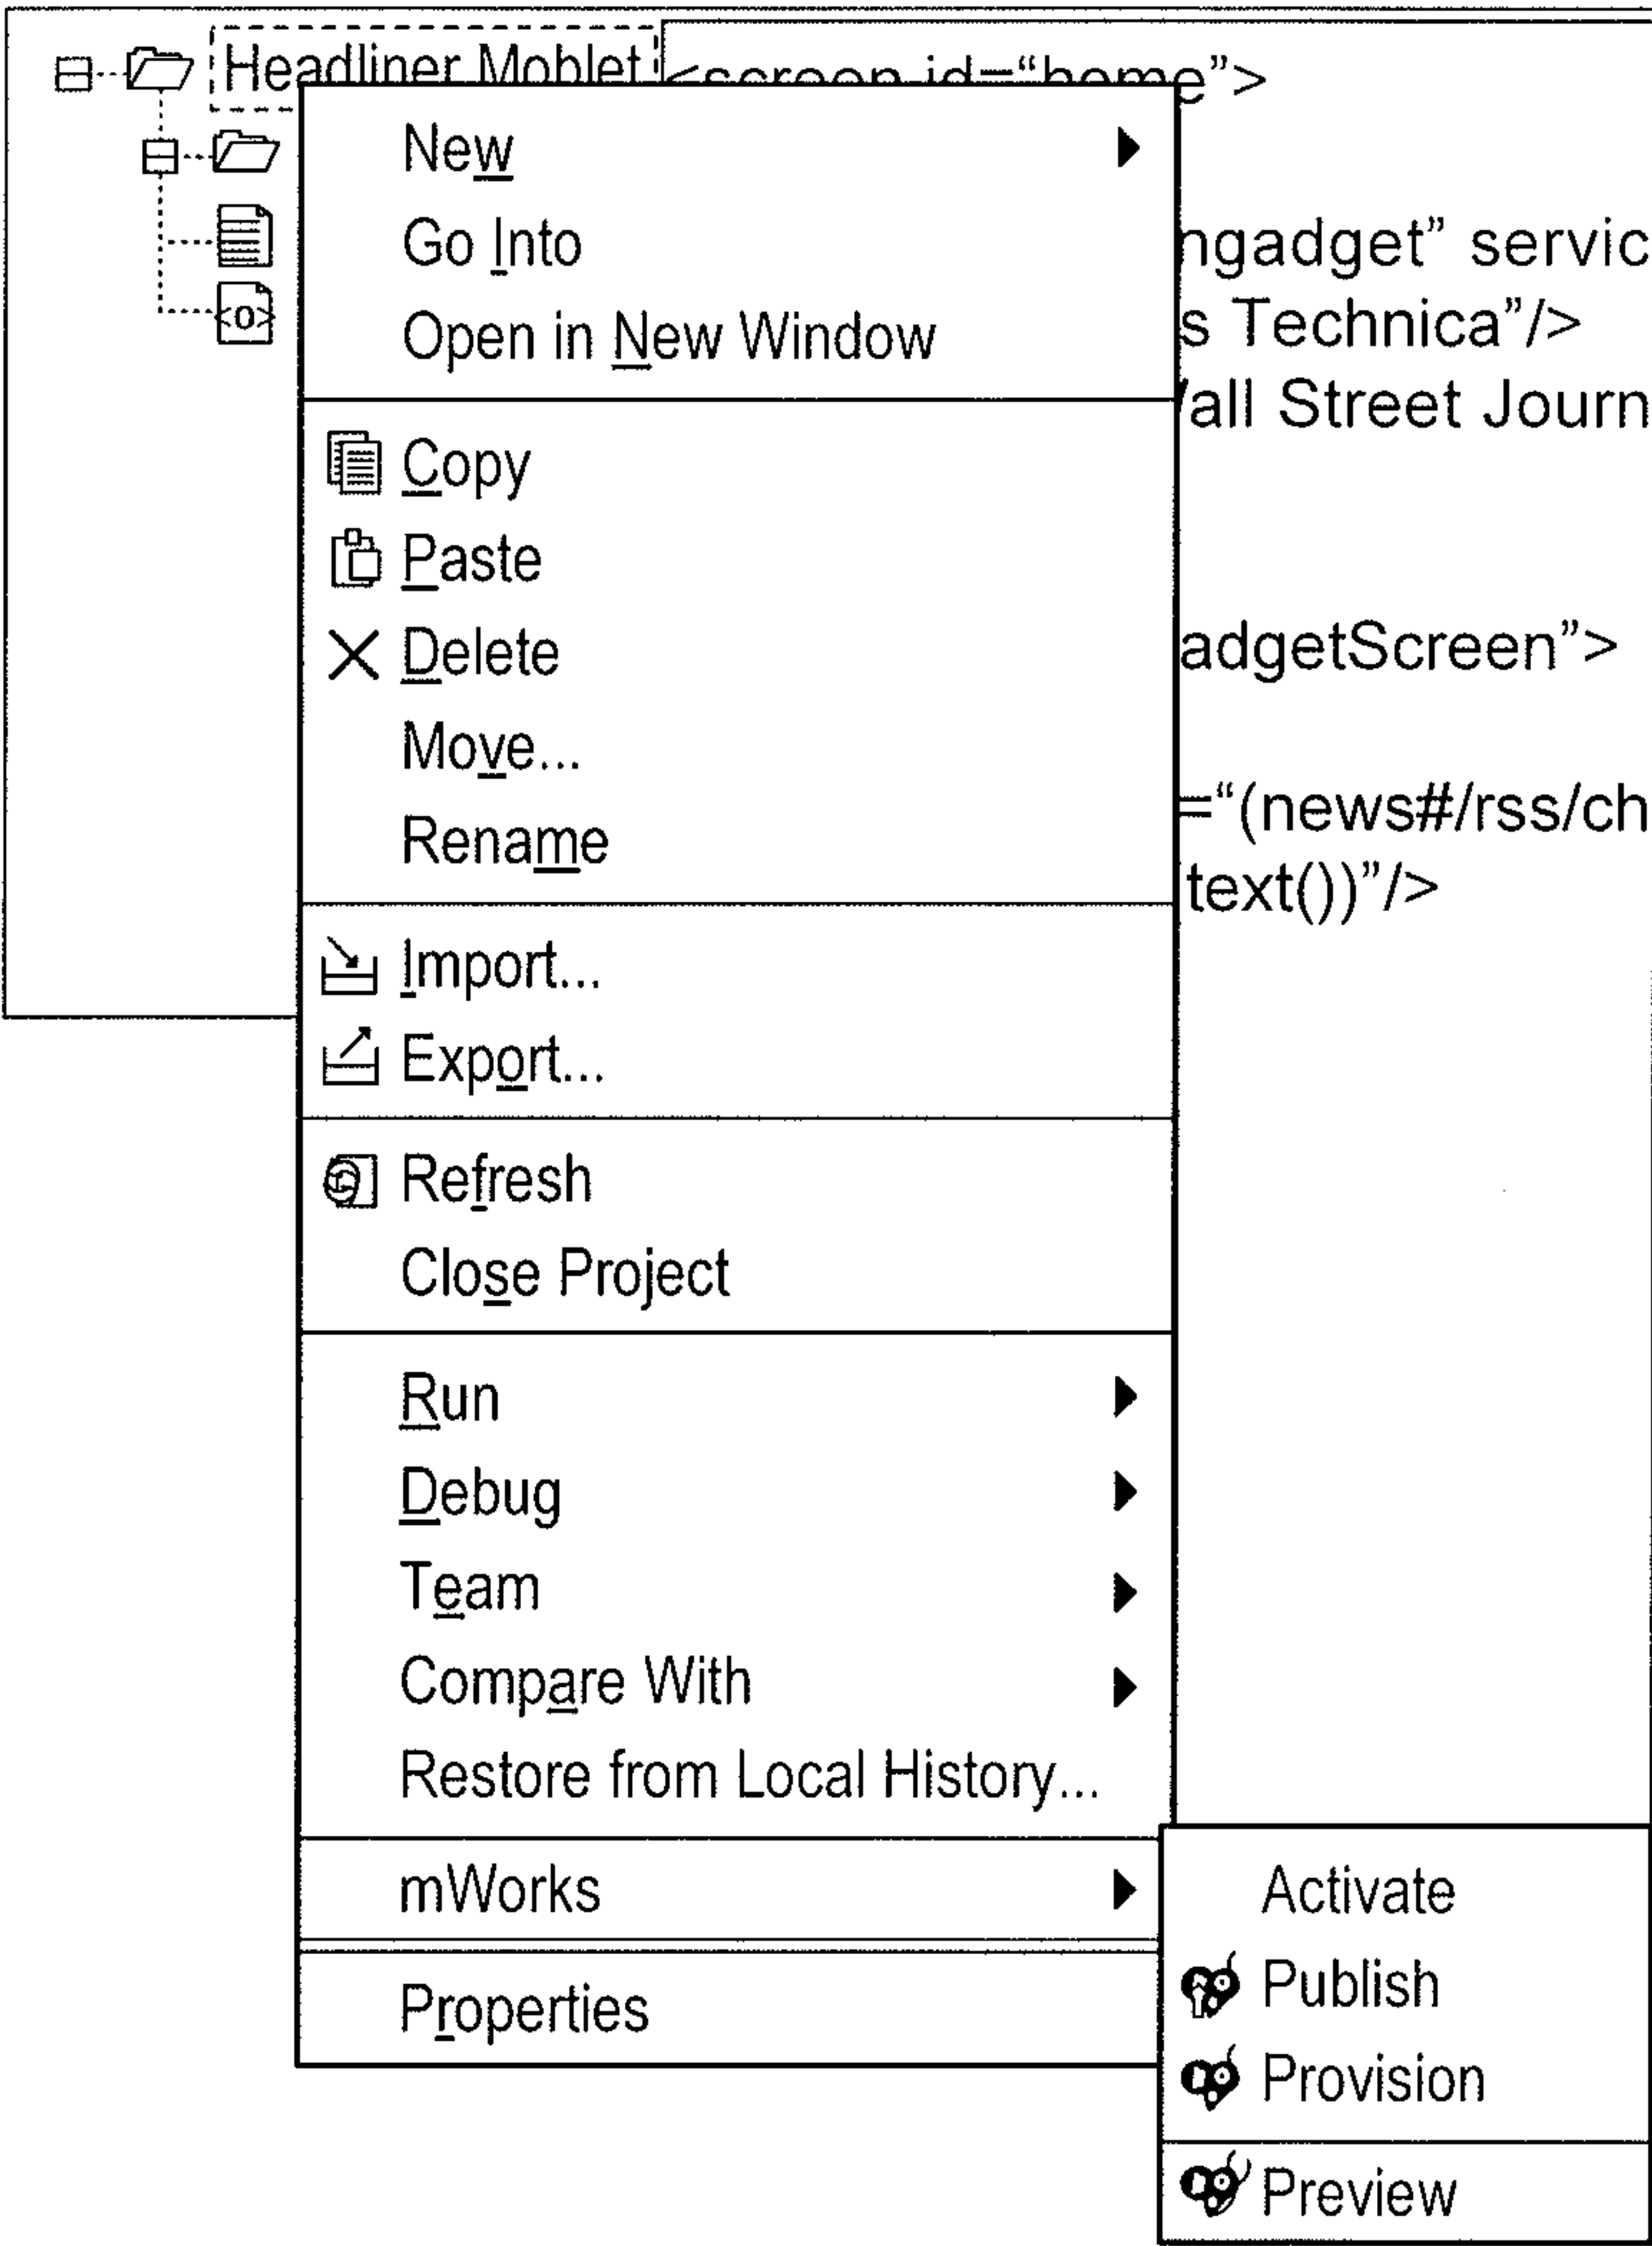 Headliner Moblet <screen id="home">
New
Go Into
ngadget" servic
Open in New Window
s Technica"/>
all Street Journ
Copy
Paste
Delete
adgetScreen">
Move...
Rename
="(news#/rss/ch
text())"/>
Import...
Export...
Refresh
Close Project
Run
Debug
Team
Compare With
Restore from Local History...
mWorks
Properties
Activate
Publish
Provision
Preview